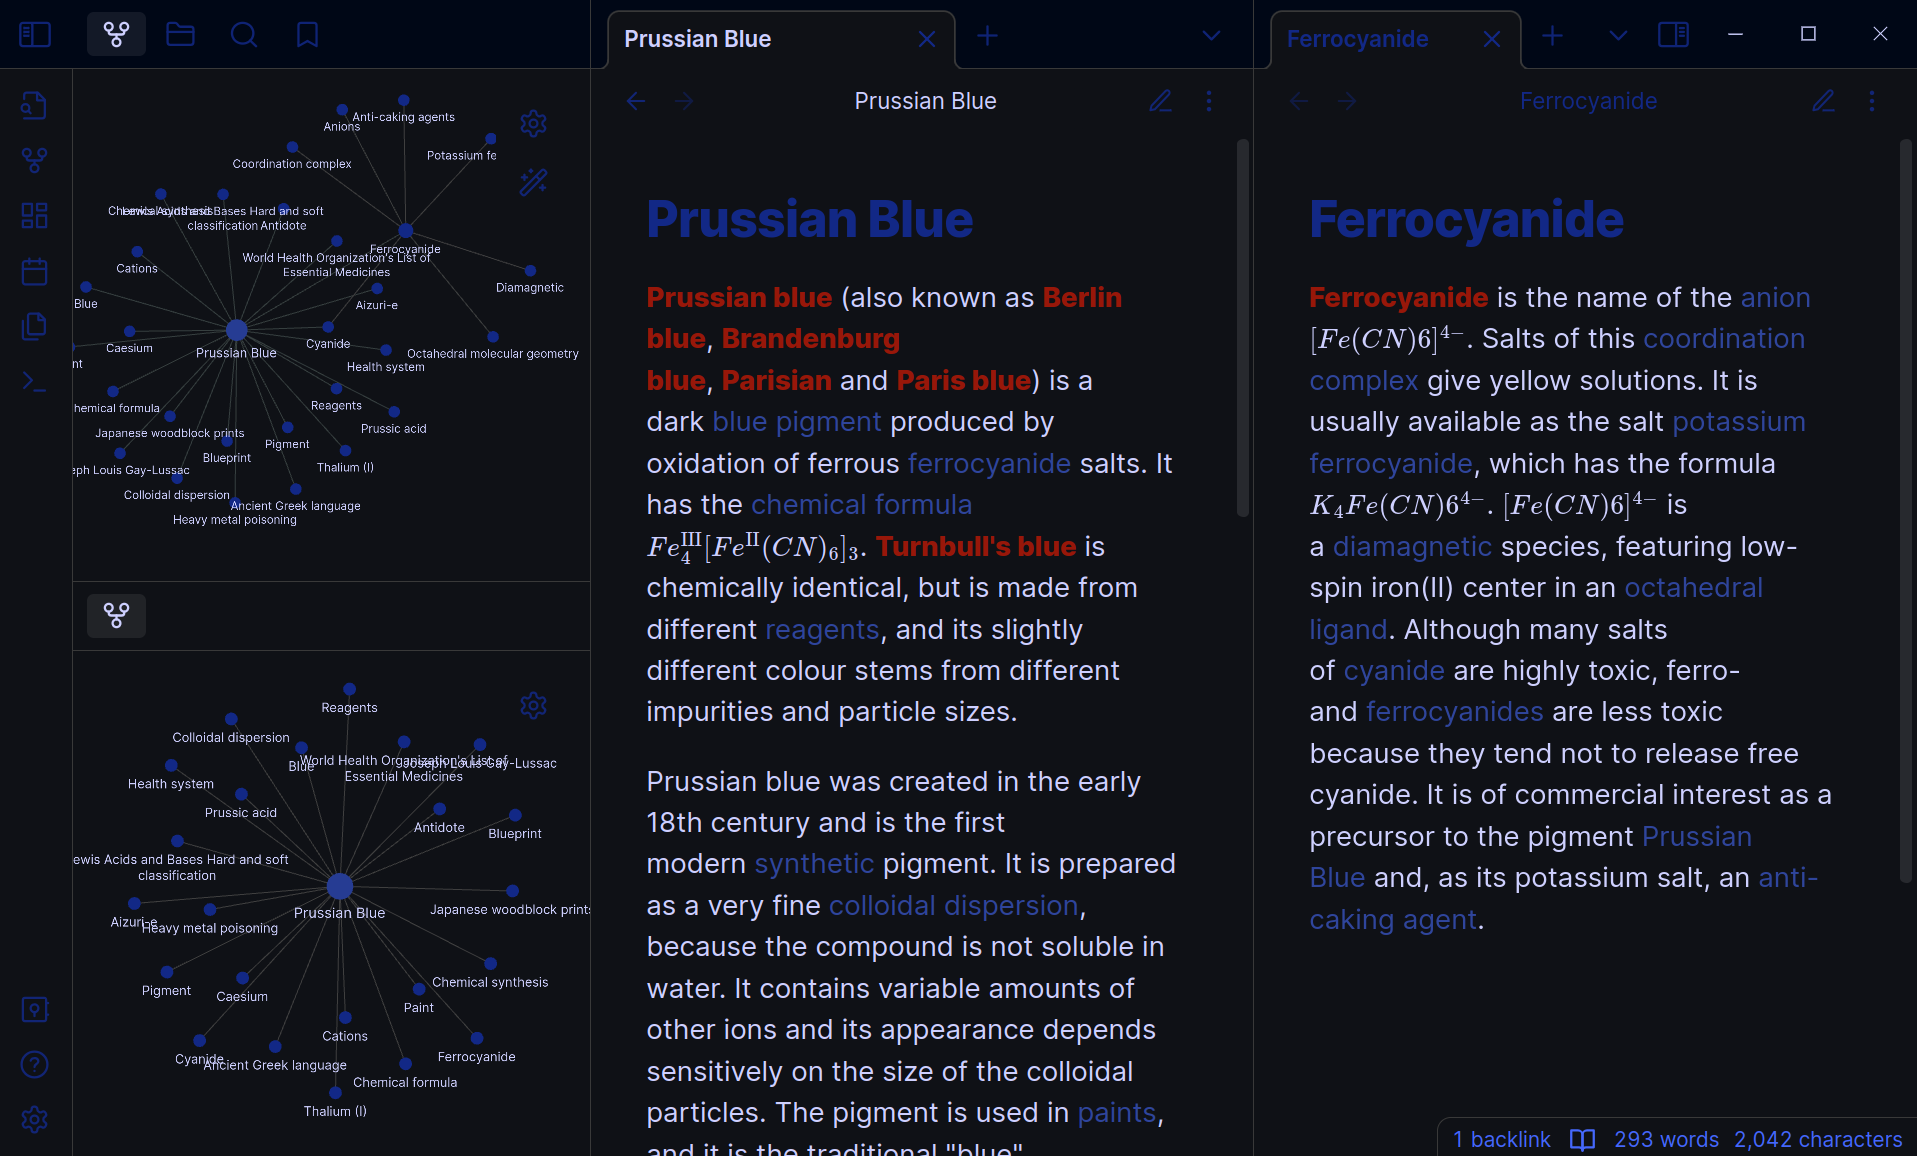 Prussian Blue
Ferrocyanide
Anti-caking agents
Anions
Potassium fe
Coordination complex
Chemical synthesis
Lewis Acids and Bases Hard and soft
classification
Antidote
Ferrocyanide
World Health Organization's List of
Essential Medicines
Cations
Diamagnetic
Blue
Aizuri-e
Caesium
Cyanide
Prussian Blue
Octahedral molecular geometry
nt
Health system
hemical formula
Reagents
Japanese woodblock prints
Prussic acid
Pigment
Blueprint
eph Louis Gay-Lussac
Thalium (I)
Colloidal dispersion
Ancient Greek language
Heavy metal poisoning
Reagents
Colloidal dispersion
Blue
World Health Organization's List of
Essential Medicines
Joseph Louis Gay-Lussac
Health system
Prussic acid
Antidote
Blueprint
ewis Acids and Bases Hard and soft
classification
Prussian Blue
Japanese woodblock prints
Aizuri-e
Heavy metal poisoning
Chemical synthesis
Pigment
Caesium
Paint
Cations
Cyanide
Ancient Greek language
Ferrocyanide
Chemical formula
Thalium (I)
Prussian Blue
Prussian Blue
Prussian blue (also known as Berlin
blue, Brandenburg
blue, Parisian and Paris blue) is a
dark blue pigment produced by
oxidation of ferrous ferrocyanide salts. It
has the chemical formula
Fe₄ᴵᴵᴵ[Feᴵᴵ(CN)₆]₃. Turnbull's blue is
chemically identical, but is made from
different reagents, and its slightly
different colour stems from different
impurities and particle sizes.
Prussian blue was created in the early
18th century and is the first
modern synthetic pigment. It is prepared
as a very fine colloidal dispersion,
because the compound is not soluble in
water. It contains variable amounts of
other ions and its appearance depends
sensitively on the size of the colloidal
particles. The pigment is used in paints,
and it is the traditional "blue"
Ferrocyanide
Ferrocyanide
Ferrocyanide is the name of the anion
[Fe(CN)6]⁴⁻. Salts of this coordination
complex give yellow solutions. It is
usually available as the salt potassium
ferrocyanide, which has the formula
K₄Fe(CN)6⁴⁻. [Fe(CN)6]⁴⁻ is
a diamagnetic species, featuring low-
spin iron(II) center in an octahedral
ligand. Although many salts
of cyanide are highly toxic, ferro-
and ferrocyanides are less toxic
because they tend not to release free
cyanide. It is of commercial interest as a
precursor to the pigment Prussian
Blue and, as its potassium salt, an anti-
caking agent.
1 backlink 293 words 2,042 characters